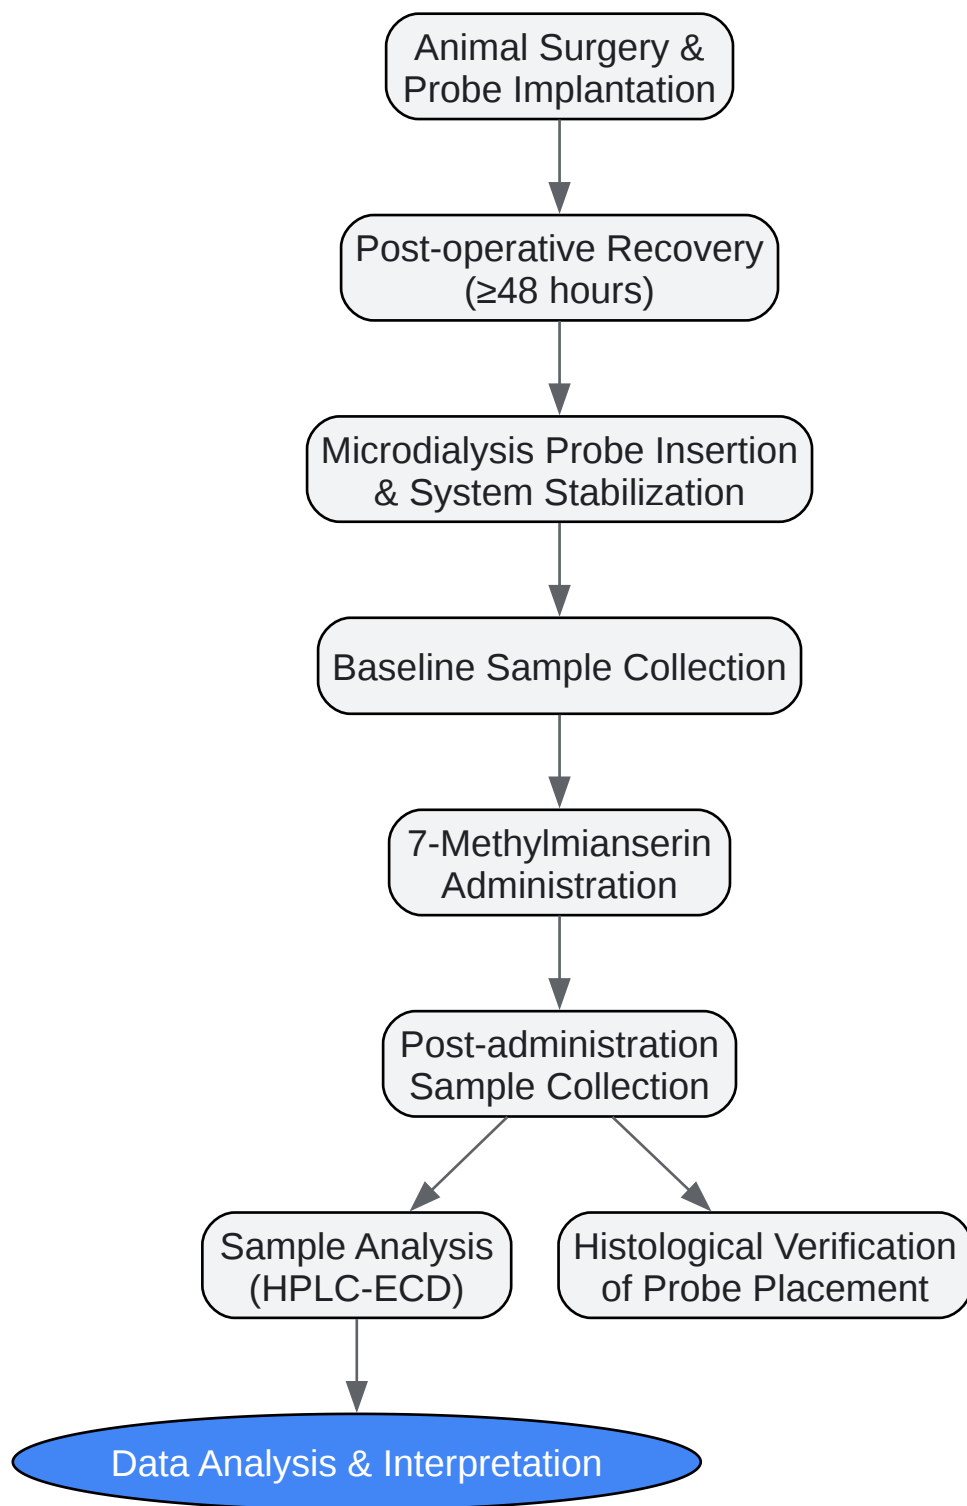 Animal Surgery &
Probe Implantation
Post-operative Recovery
(≥48 hours)
Microdialysis Probe Insertion
& System Stabilization
Baseline Sample Collection
7-Methylmianserin
Administration
Post-administration
Sample Collection
Sample Analysis
(HPLC-ECD)
Histological Verification
of Probe Placement
Data Analysis & Interpretation